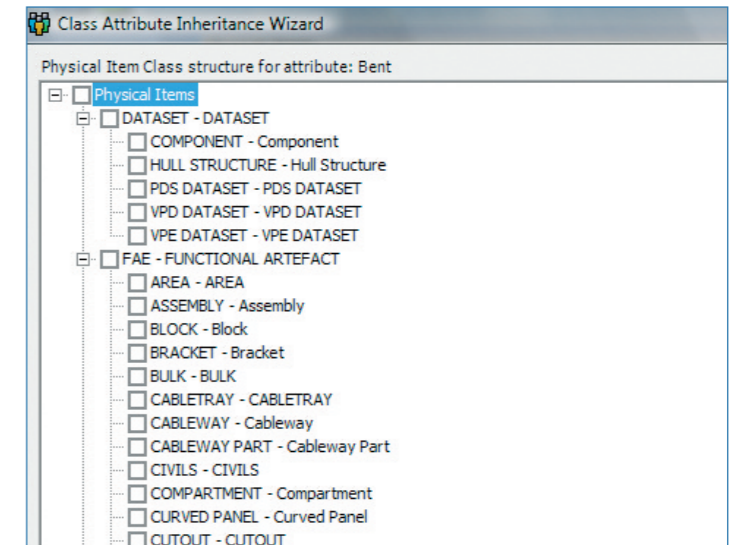 Class Attribute Inheritance Wizard
Physical Item Class structure for attribute: Bent
Physical Items
DATASET - DATASET
COMPONENT - Component
HULL STRUCTURE - Hull Structure
PDS DATASET - PDS DATASET
VPD DATASET - VPD DATASET
VPE DATASET - VPE DATASET
FAE - FUNCTIONAL ARTEFACT
AREA - AREA
ASSEMBLY - Assembly
BLOCK - Block
BRACKET - Bracket
BULK - BULK
CABLETRAY - CABLETRAY
CABLEWAY - Cableway
CABLEWAY PART - Cableway Part
CIVILS - CIVILS
COMPARTMENT - Compartment
CURVED PANEL - Curved Panel
CUTOUT - CUTOUT